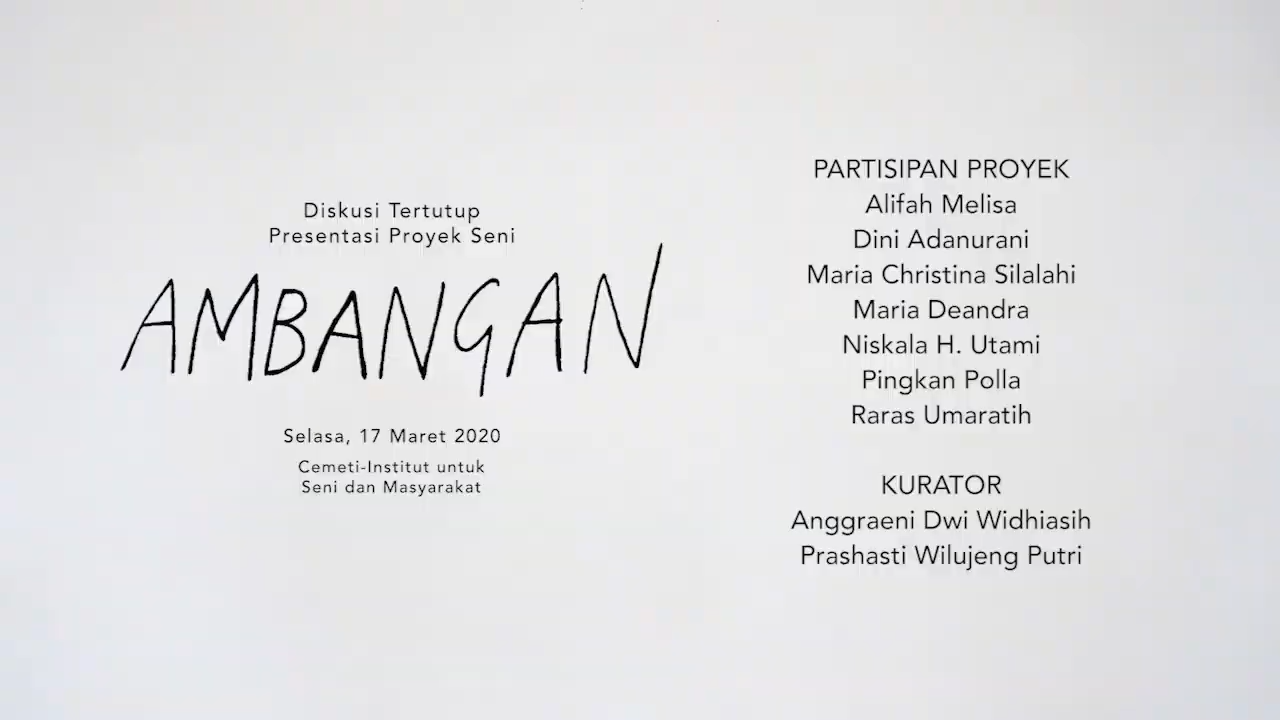 Diskusi Tertutup
Presentasi Proyek Seni
AMBANGAN
Selasa, 17 Maret 2020
Cemeti-Institut untuk
Seni dan Masyarakat
PARTISIPAN PROYEK
Alifah Melisa
Dini Adanurani
Maria Christina Silalahi
Maria Deandra
Niskala H. Utami
Pingkan Polla
Raras Umaratih
KURATOR
Anggraeni Dwi Widhiasih
Prashasti Wilujeng Putri